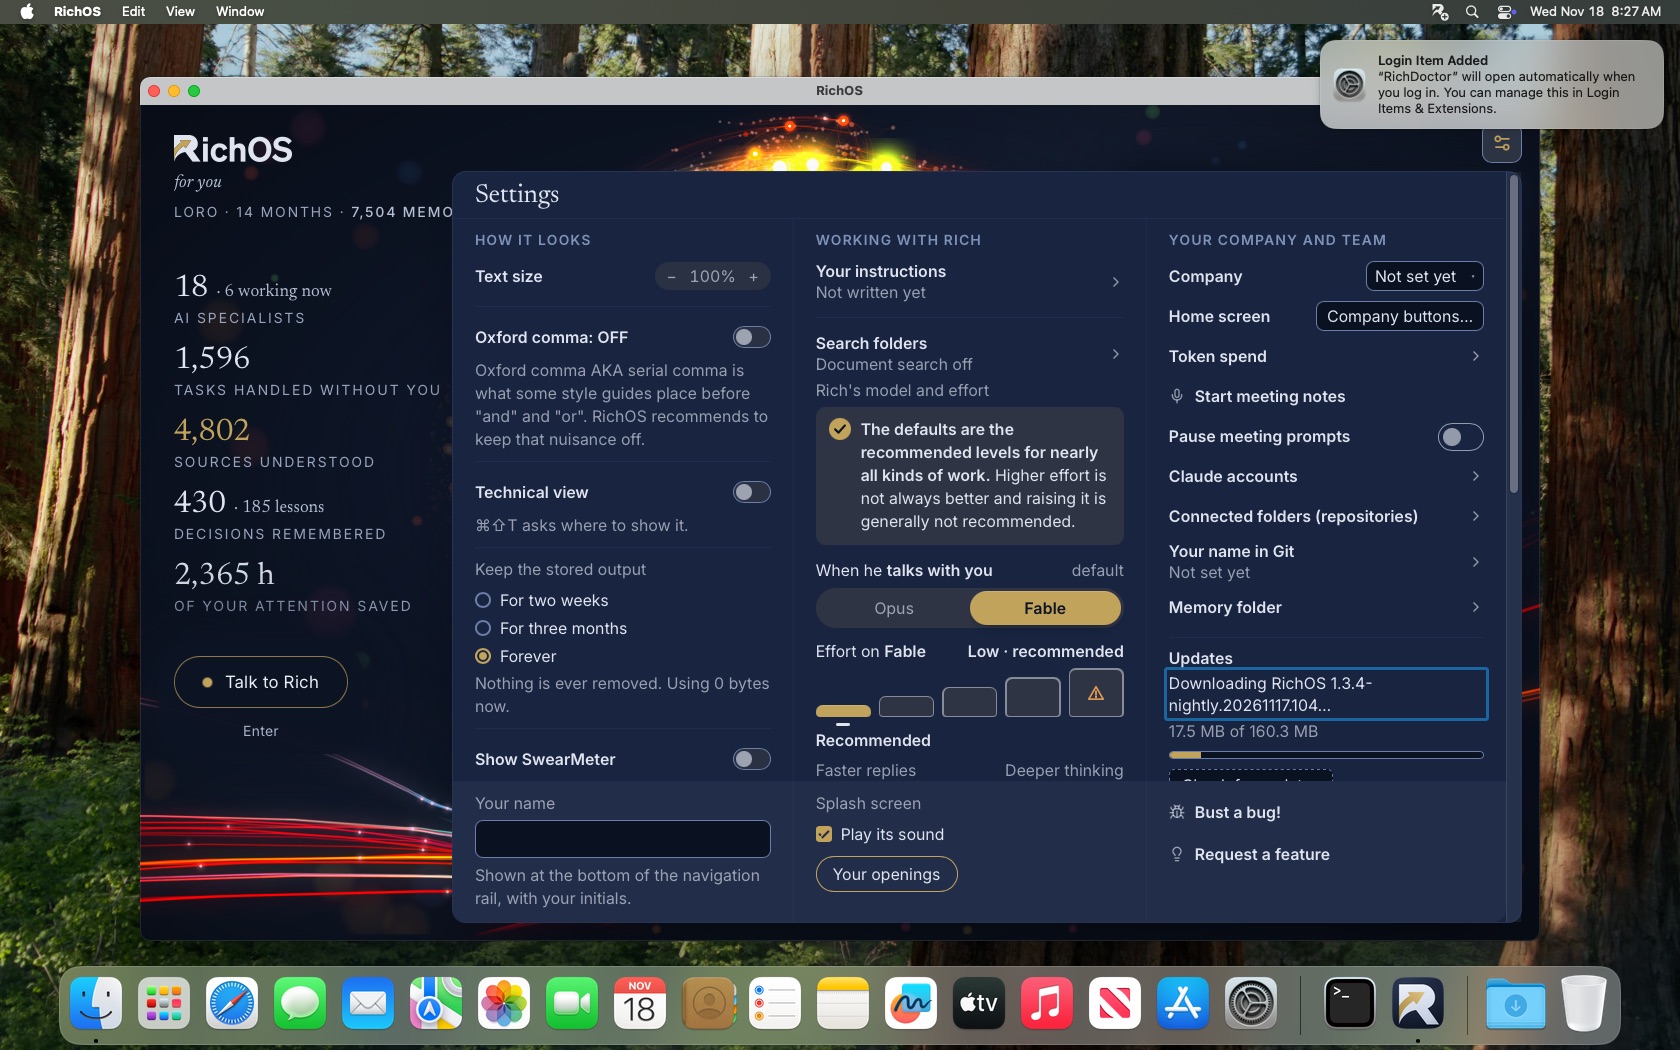 RichOS Edit View Window
Wed Nov 18 8:27 AM
Login Item Added
“RichDoctor” will open automatically when
you log in. You can manage this in Login
Items & Extensions.
RichOS
RichOS
for you
LORO · 14 MONTHS · 7,504 MEMO
18 · 6 working now
AI SPECIALISTS
1,596
TASKS HANDLED WITHOUT YOU
4,802
SOURCES UNDERSTOOD
430 · 185 lessons
DECISIONS REMEMBERED
2,365 h
OF YOUR ATTENTION SAVED
Talk to Rich
Enter
Settings
HOW IT LOOKS
Text size − 100% +
Oxford comma: OFF
Oxford comma AKA serial comma is
what some style guides place before
"and" and "or". RichOS recommends to
keep that nuisance off.
Technical view
⌘⇧T asks where to show it.
Keep the stored output
For two weeks
For three months
Forever
Nothing is ever removed. Using 0 bytes
now.
Show SwearMeter
Your name
Shown at the bottom of the navigation
rail, with your initials.
WORKING WITH RICH
Your instructions
Not written yet
Search folders
Document search off
Rich's model and effort
The defaults are the
recommended levels for nearly
all kinds of work. Higher effort is
not always better and raising it is
generally not recommended.
When he talks with you default
Opus Fable
Effort on Fable Low · recommended
Recommended
Faster replies Deeper thinking
Splash screen
Play its sound
Your openings
YOUR COMPANY AND TEAM
Company Not set yet
Home screen Company buttons...
Token spend
Start meeting notes
Pause meeting prompts
Claude accounts
Connected folders (repositories)
Your name in Git
Not set yet
Memory folder
Updates
Downloading RichOS 1.3.4-
nightly.20261117.104...
17.5 MB of 160.3 MB
Bust a bug!
Request a feature
NOV
18
tv